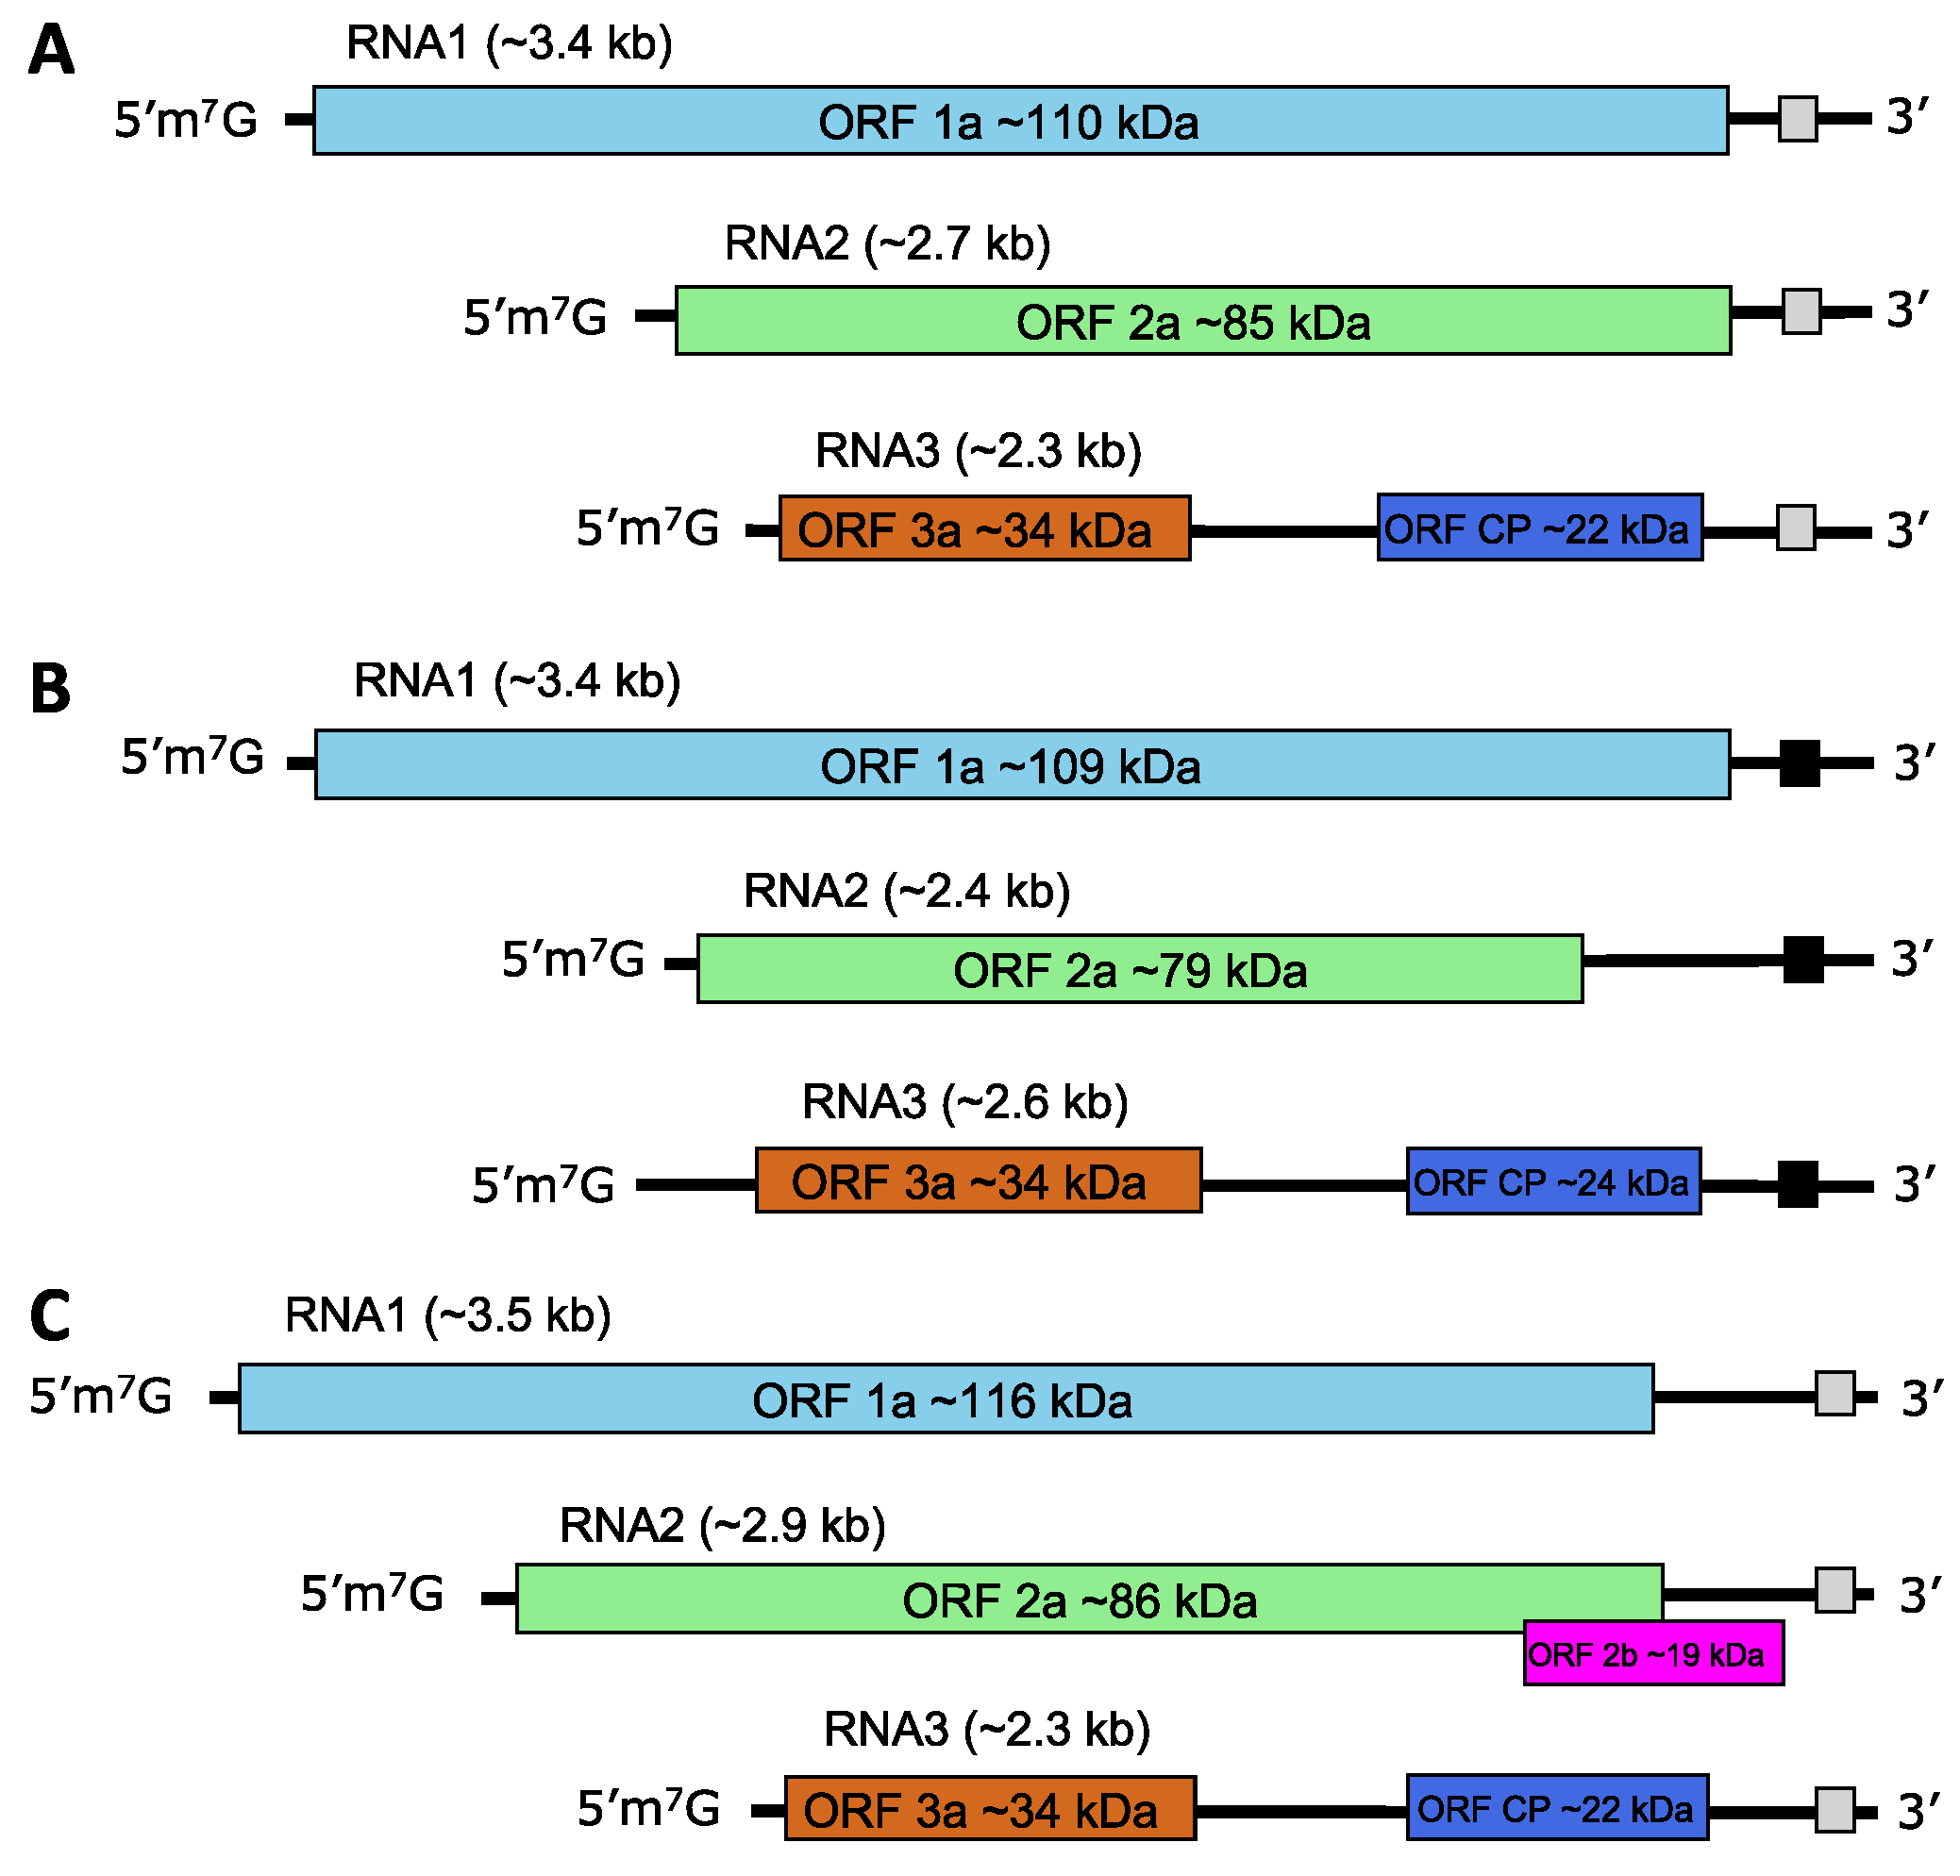 A
RNA1 (~3.4 kb)
5′m⁷G ORF 1a ~110 kDa 3′
RNA2 (~2.7 kb)
5′m⁷G ORF 2a ~85 kDa 3′
RNA3 (~2.3 kb)
5′m⁷G ORF 3a ~34 kDa ORF CP ~22 kDa 3′
B
RNA1 (~3.4 kb)
5′m⁷G ORF 1a ~109 kDa 3′
RNA2 (~2.4 kb)
5′m⁷G ORF 2a ~79 kDa 3′
RNA3 (~2.6 kb)
5′m⁷G ORF 3a ~34 kDa ORF CP ~24 kDa 3′
C
RNA1 (~3.5 kb)
5′m⁷G ORF 1a ~116 kDa 3′
RNA2 (~2.9 kb)
5′m⁷G ORF 2a ~86 kDa 3′
ORF 2b ~19 kDa
RNA3 (~2.3 kb)
5′m⁷G ORF 3a ~34 kDa ORF CP ~22 kDa 3′